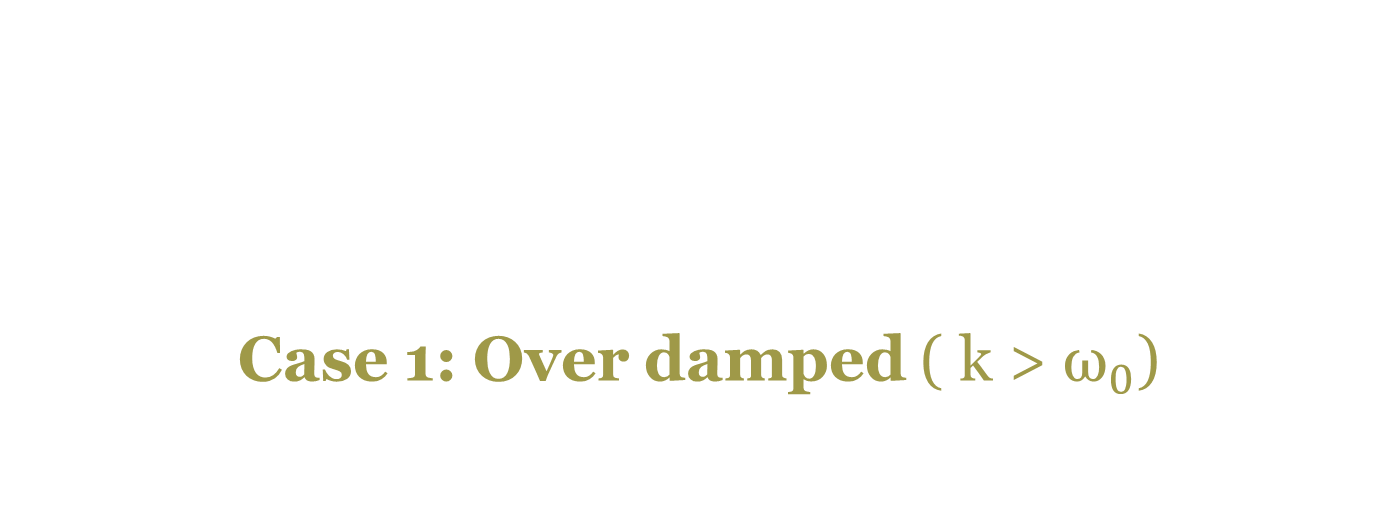 Case 1: Over damped ( k > ω₀)